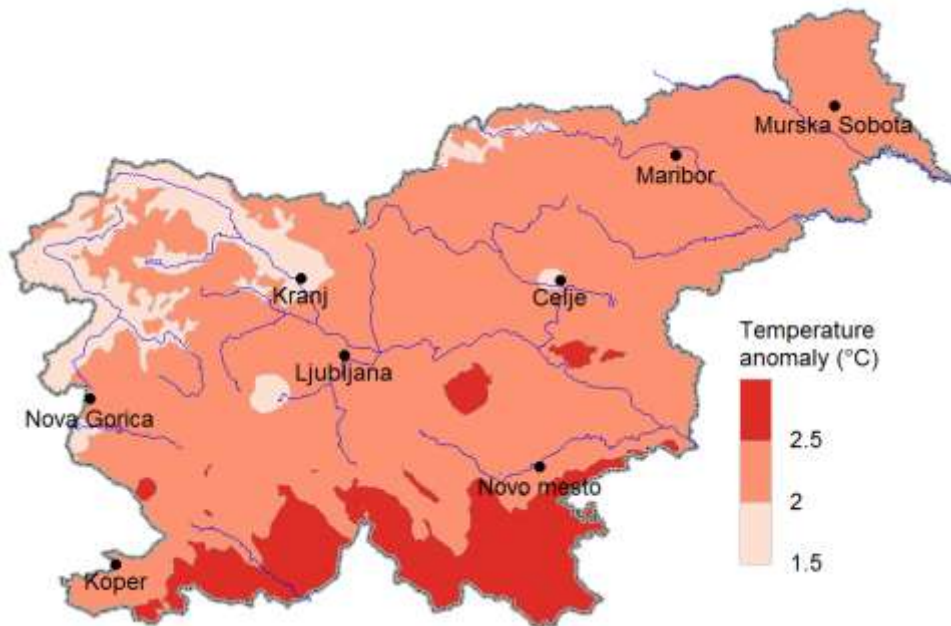 Murska Sobota
Maribor
Kranj
Celje
Ljubljana
Nova Gorica
Novo mesto
Koper
Temperature
anomaly (°C)
2.5
2
1.5